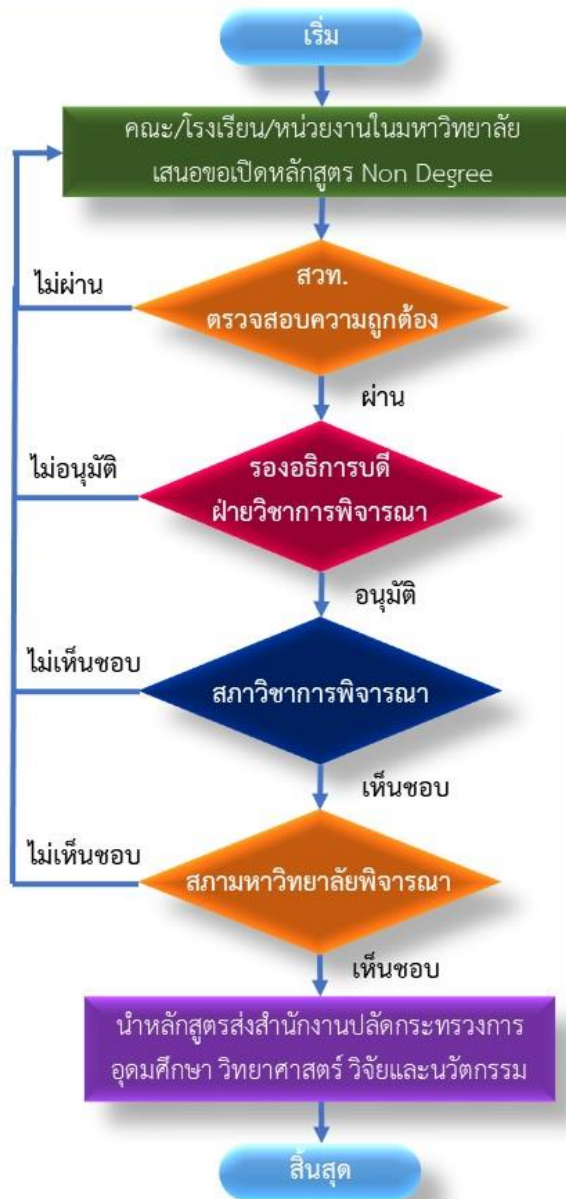 เริ่ม
คณะ/โรงเรียน/หน่วยงานในมหาวิทยาลัย
เสนอขอเปิดหลักสูตร Non Degree
ไม่ผ่าน
สวท.
ตรวจสอบความถูกต้อง
ผ่าน
ไม่อนุมัติ
รองอธิการบดี
ฝ่ายวิชาการพิจารณา
อนุมัติ
ไม่เห็นชอบ
สภาวิชาการพิจารณา
เห็นชอบ
ไม่เห็นชอบ
สภามหาวิทยาลัยพิจารณา
เห็นชอบ
นำหลักสูตรส่งสำนักงานปลัดกระทรวงการ
อุดมศึกษา วิทยาศาสตร์ วิจัยและนวัตกรรม
สิ้นสุด